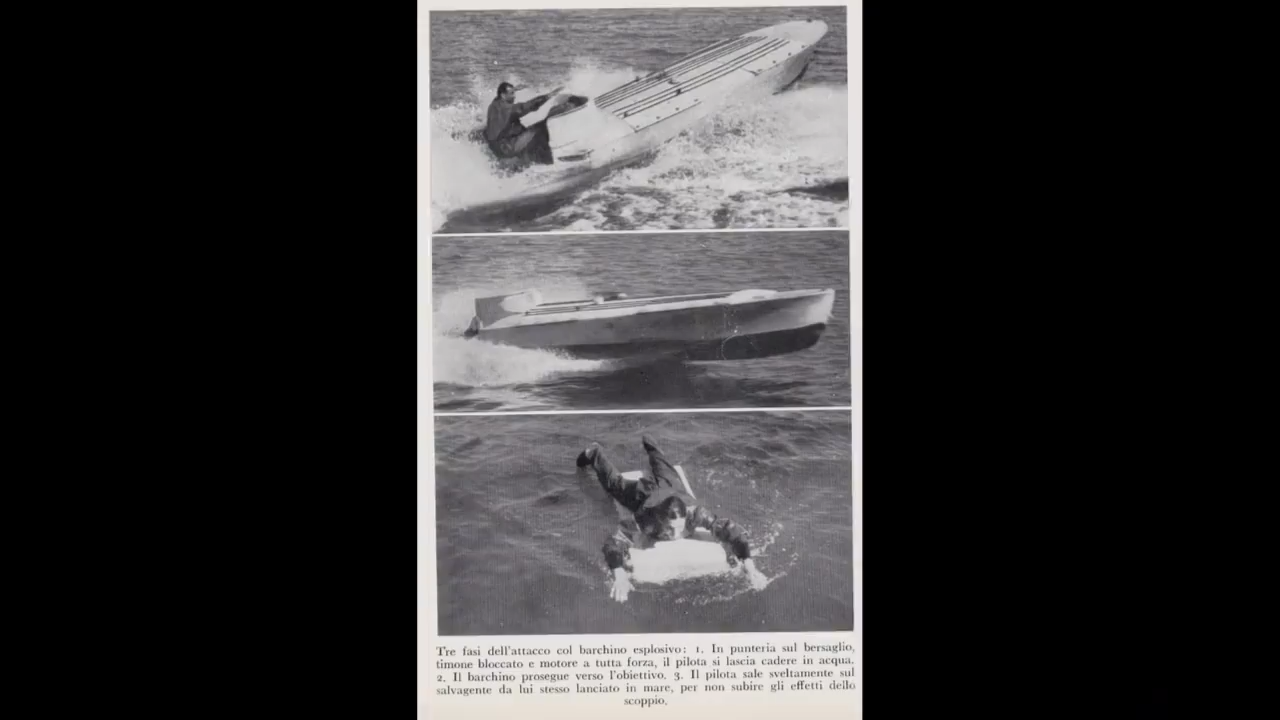 Tre fasi dell'attacco col barchino esplosivo: 1. In punteria sul bersaglio,
timone bloccato e motore a tutta forza, il pilota si lascia cadere in acqua.
2. Il barchino prosegue verso l'obiettivo. 3. Il pilota sale sveltamente sul
salvagente da lui stesso lanciato in mare, per non subire gli effetti dello
scoppio.